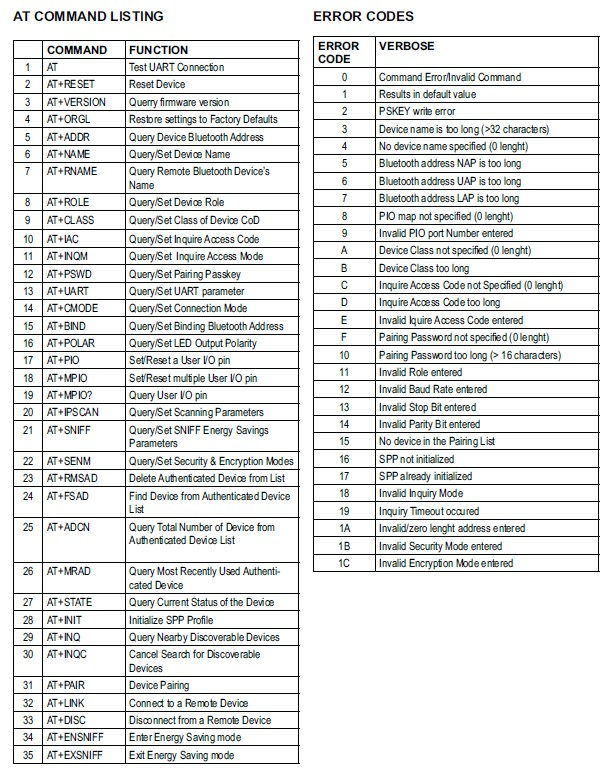 AT COMMAND LISTING
COMMAND FUNCTION
1 AT Test UART Connection
2 AT+RESET Reset Device
3 AT+VERSION Querry firmware version
4 AT+ORGL Restore settings to Factory Defaults
5 AT+ADDR Query Device Bluetooth Address
6 AT+NAME Query/Set Device Name
7 AT+RNAME Query Remote Bluetooth Device's
Name
8 AT+ROLE Query/Set Device Role
9 AT+CLASS Query/Set Class of Device CoD
10 AT+IAC Query/Set Inquire Access Code
11 AT+INQM Query/Set Inquire Access Mode
12 AT+PSWD Query/Set Pairing Passkey
13 AT+UART Query/Set UART parameter
14 AT+CMODE Query/Set Connection Mode
15 AT+BIND Query/Set Binding Bluetooth Address
16 AT+POLAR Query/Set LED Output Polarity
17 AT+PIO Set/Reset a User I/O pin
18 AT+MPIO Set/Reset multiple User I/O pin
19 AT+MPIO? Query User I/O pin
20 AT+IPSCAN Query/Set Scanning Parameters
21 AT+SNIFF Query/Set SNIFF Energy Savings
Parameters
22 AT+SENM Query/Set Security & Encryption Modes
23 AT+RMSAD Delete Authenticated Device from List
24 AT+FSAD Find Device from Authenticated Device
List
25 AT+ADCN Query Total Number of Device from
Authenticated Device List
26 AT+MRAD Query Most Recently Used Authenti-
cated Device
27 AT+STATE Query Current Status of the Device
28 AT+INIT Initialize SPP Profile
29 AT+INQ Query Nearby Discoverable Devices
30 AT+INQC Cancel Search for Discoverable
Devices
31 AT+PAIR Device Pairing
32 AT+LINK Connect to a Remote Device
33 AT+DISC Disconnect from a Remote Device
34 AT+ENSNIFF Enter Energy Saving mode
35 AT+EXSNIFF Exit Energy Saving mode
ERROR CODES
ERROR VERBOSE
CODE
0 Command Error/Invalid Command
1 Results in default value
2 PSKEY write error
3 Device name is too long (>32 characters)
4 No device name specified (0 lenght)
5 Bluetooth address NAP is too long
6 Bluetooth address UAP is too long
7 Bluetooth address LAP is too long
8 PIO map not specified (0 lenght)
9 Invalid PIO port Number entered
A Device Class not specified (0 lenght)
B Device Class too long
C Inquire Access Code not Specified (0 lenght)
D Inquire Access Code too long
E Invalid Iquire Access Code entered
F Pairing Password not specified (0 lenght)
10 Pairing Password too long (> 16 characters)
11 Invalid Role entered
12 Invalid Baud Rate entered
13 Invalid Stop Bit entered
14 Invalid Parity Bit entered
15 No device in the Pairing List
16 SPP not initialized
17 SPP already initialized
18 Invalid Inquiry Mode
19 Inquiry Timeout occured
1A Invalid/zero lenght address entered
1B Invalid Security Mode entered
1C Invalid Encryption Mode entered